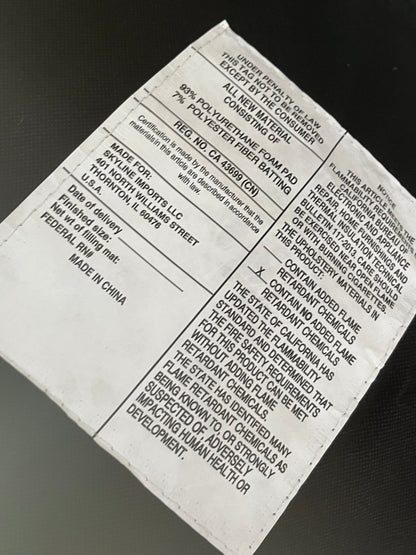 UNDER PENALTY OF LAW
THIS TAG NOT TO BE REMOVED
EXCEPT BY THE CONSUMER
ALL NEW MATERIAL
CONSISTING OF
93% POLYURETHANE FOAM PAD
7% POLYESTER FIBER BATTING
REG. NO. CA 43699 (CN)
Certification is made by the manufacturer that the
materials in this article are described in accordance
with law.
MADE FOR:
SKYLINE IMPORTS LLC
401 NORTH WILLIAMS STREET
THORNTON, IL 60476
U.S.A.
Date of delivery
Finished size:
Net wt of filling mat:
FEDERAL RN#
MADE IN CHINA
NOTICE
THIS ARTICLE MEETS THE
FLAMMABILITY REQUIREMENTS OF
CALIFORNIA BUREAU OF
ELECTRONIC AND APPLIANCE
REPAIR, HOME FURNISHINGS AND
THERMAL INSULATION TECHNICAL
BULLETIN 117-2013. CARE SHOULD
BE EXERCISED NEAR OPEN FLAME
OR WITH BURNING CIGARETTES.
THE UPHOLSTERY MATERIALS IN
THIS PRODUCT:
CONTAIN ADDED FLAME
RETARDANT CHEMICALS
X CONTAIN NO ADDED FLAME
RETARDANT CHEMICALS
THE STATE OF CALIFORNIA HAS
UPDATED THE FLAMMABILITY
STANDARD AND DETERMINED THAT
THE FIRE SAFETY REQUIREMENTS
FOR THIS PRODUCT CAN BE MET
WITHOUT ADDING FLAME
RETARDANT CHEMICALS.
THE STATE HAS IDENTIFIED MANY
FLAME RETARDANT CHEMICALS AS
BEING KNOWN TO, OR STRONGLY
SUSPECTED OF, ADVERSELY
IMPACTING HUMAN HEALTH OR
DEVELOPMENT.